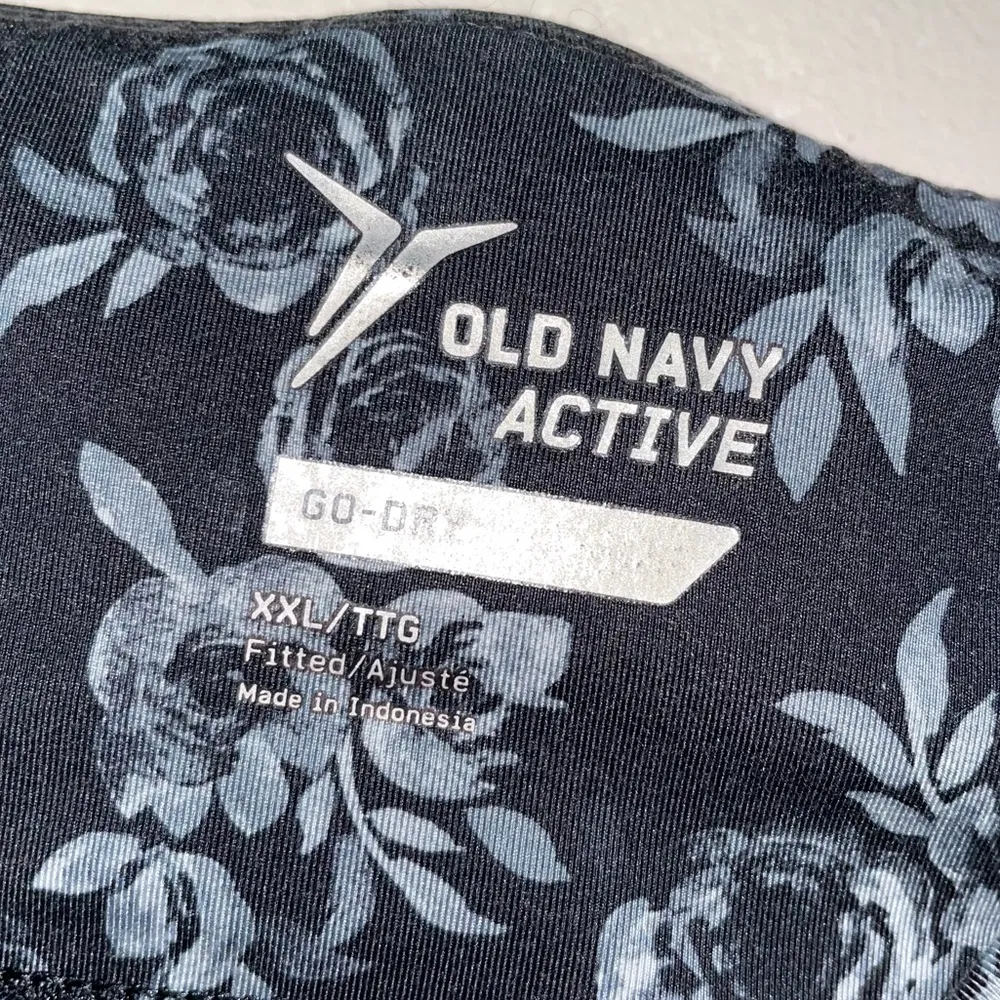 OLD NAVY
ACTIVE
GO-DRY
XXL/TTG
Fitted/Ajusté
Made in Indonesia